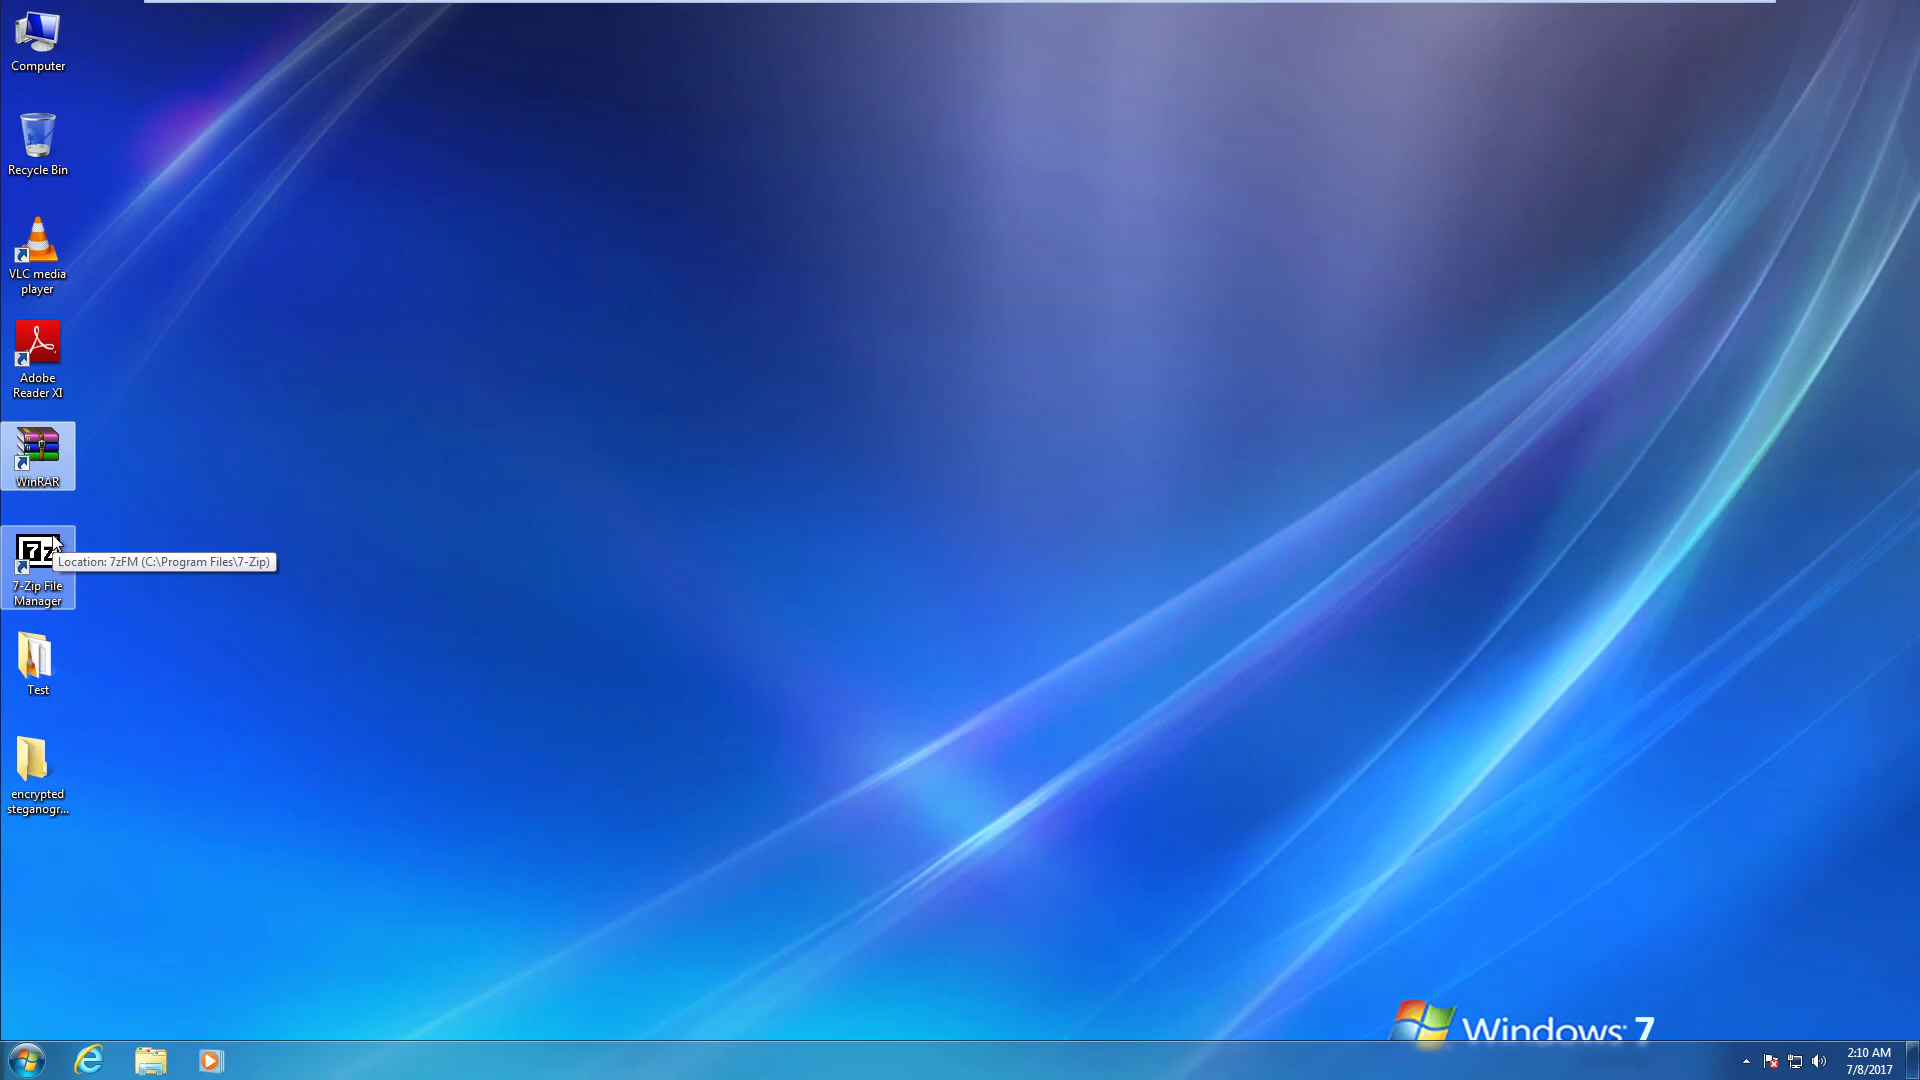 Computer
Recycle Bin
VLC media
player
Adobe
Reader XI
WinRAR
7z
Location: 7zFM (C:\Program Files\7-Zip)
7-Zip File
Manager
Test
encrypted
steganogr...
Windows 7
2:10 AM
7/8/2017